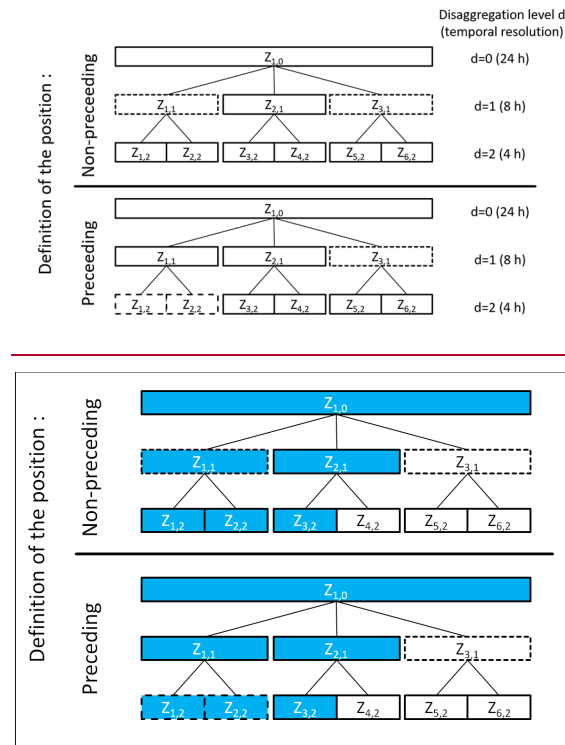 Disaggregation level d
(temporal resolution)
Definition of the position :
Non-preceeding
Z1,0
d=0 (24 h)
Z1,1 Z2,1 Z3,1
d=1 (8 h)
Z1,2 Z2,2 Z3,2 Z4,2 Z5,2 Z6,2
d=2 (4 h)
Preceeding
Z1,0
d=0 (24 h)
Z1,1 Z2,1 Z3,1
d=1 (8 h)
Z1,2 Z2,2 Z3,2 Z4,2 Z5,2 Z6,2
d=2 (4 h)
Definition of the position :
Non-preceding
Z1,0
Z1,1 Z2,1 Z3,1
Z1,2 Z2,2 Z3,2 Z4,2 Z5,2 Z6,2
Preceding
Z1,0
Z1,1 Z2,1 Z3,1
Z1,2 Z2,2 Z3,2 Z4,2 Z5,2 Z6,2